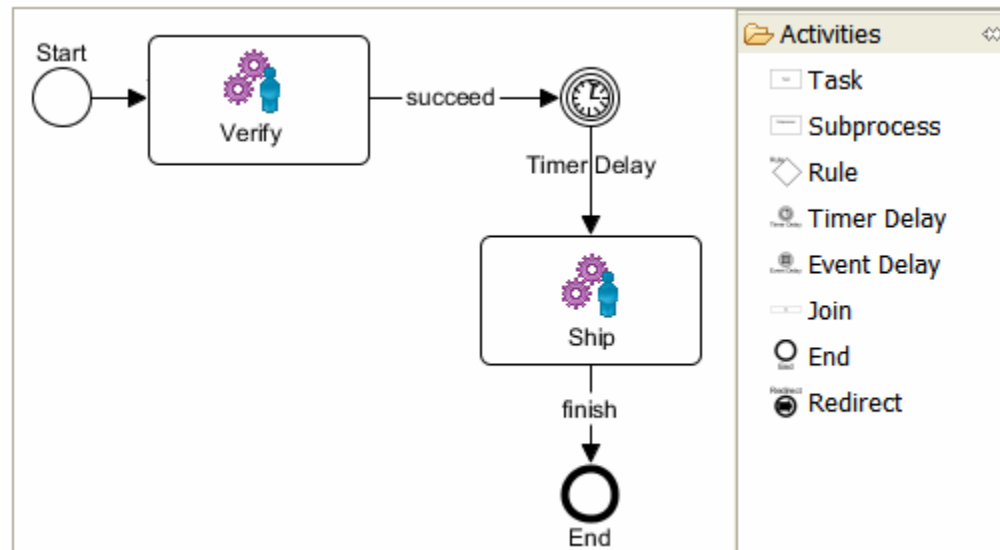 Start
Verify
succeed
Timer Delay
Ship
finish
End
Activities
Task
Subprocess
Rule
Timer Delay
Event Delay
Join
End
Redirect